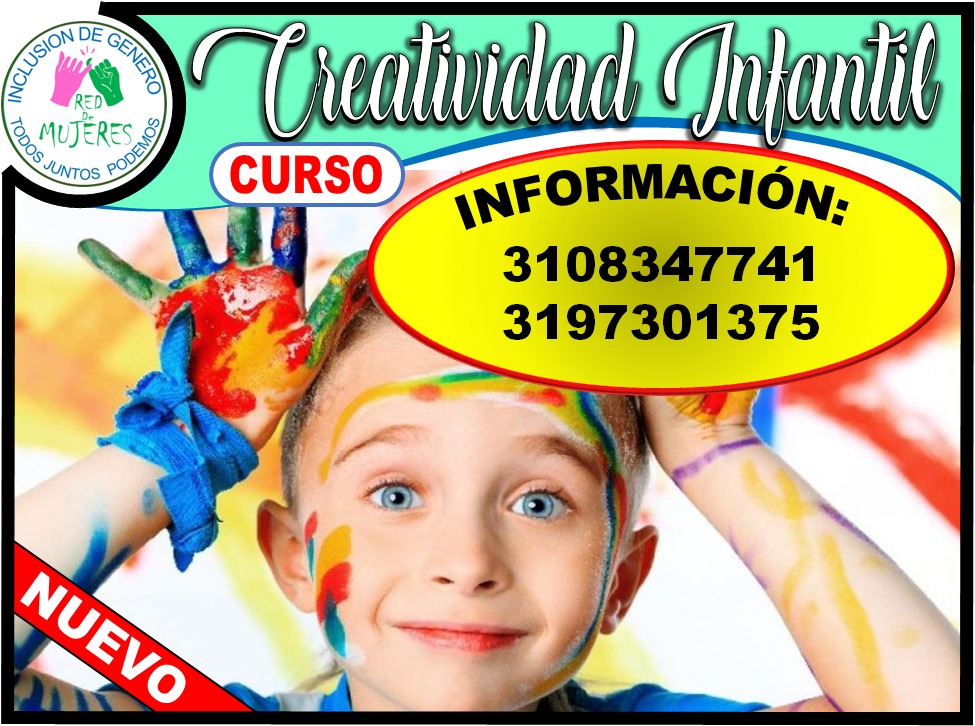 INCLUSION DE GENERO
RED
De
MUJERES
TODOS JUNTOS PODEMOS
Creatividad Infantil
CURSO
INFORMACIÓN:
3108347741
3197301375
NUEVO